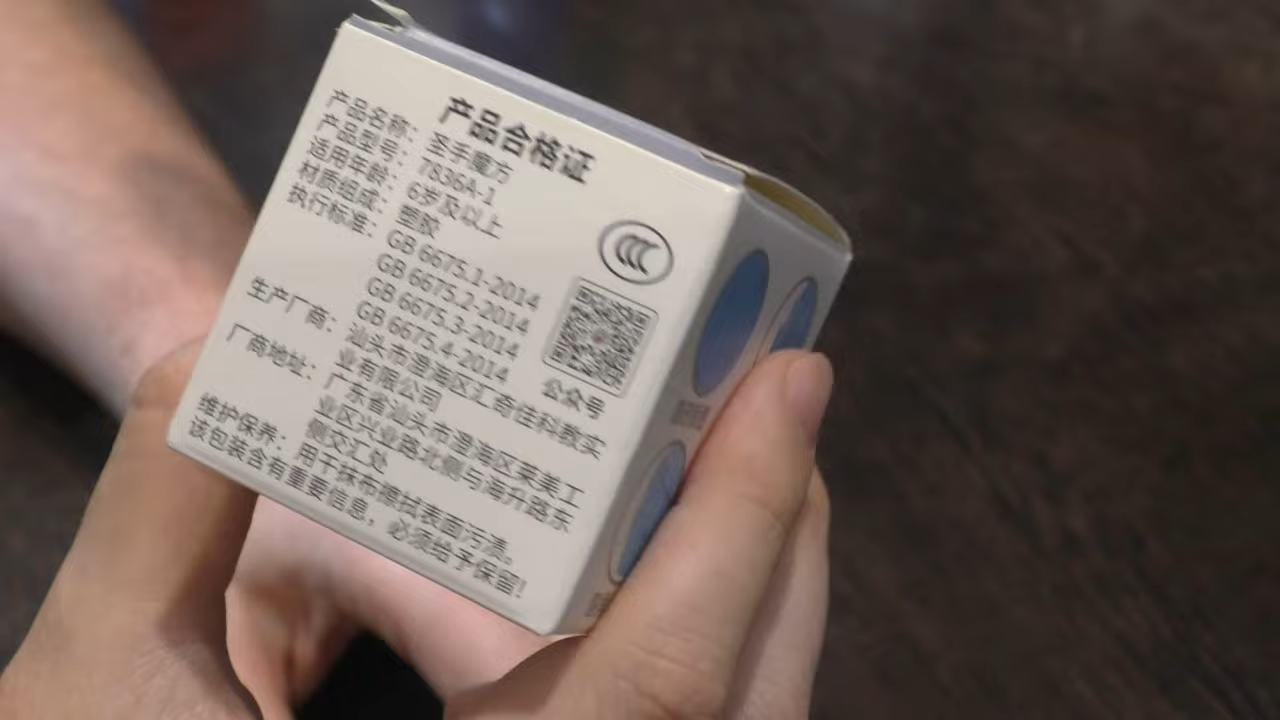 产品合格证
产品名称： 圣手魔方
产品型号： 7836A-1
适用年龄： 6岁及以上
材质组成： 塑胶
执行标准： GB 6675.1-2014
GB 6675.2-2014
GB 6675.3-2014
GB 6675.4-2014
生产厂商： 汕头市澄海区汇奇佳科教实
业有限公司
厂商地址： 广东省汕头市澄海区莱美工
业区兴业路北侧与海升路东
侧交汇处
维护保养： 用干抹布擦拭表面污渍。
该包装含有重要信息，必须给予保留！
公众号